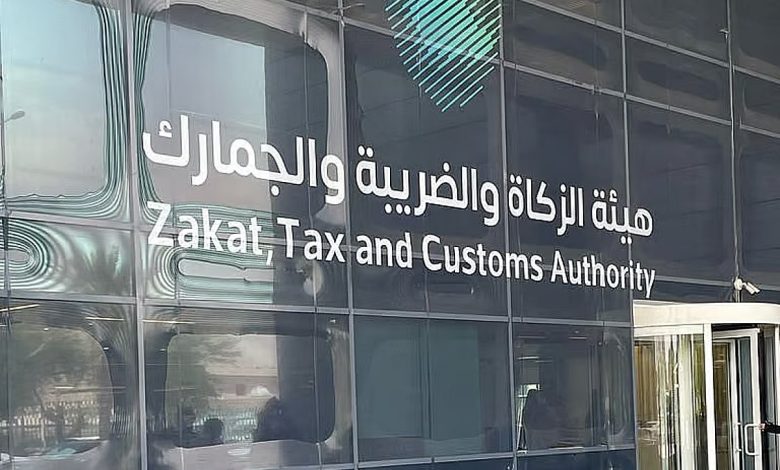 هيئة الزكاة والضريبة والجمارك
Zakat, Tax and Customs Authority